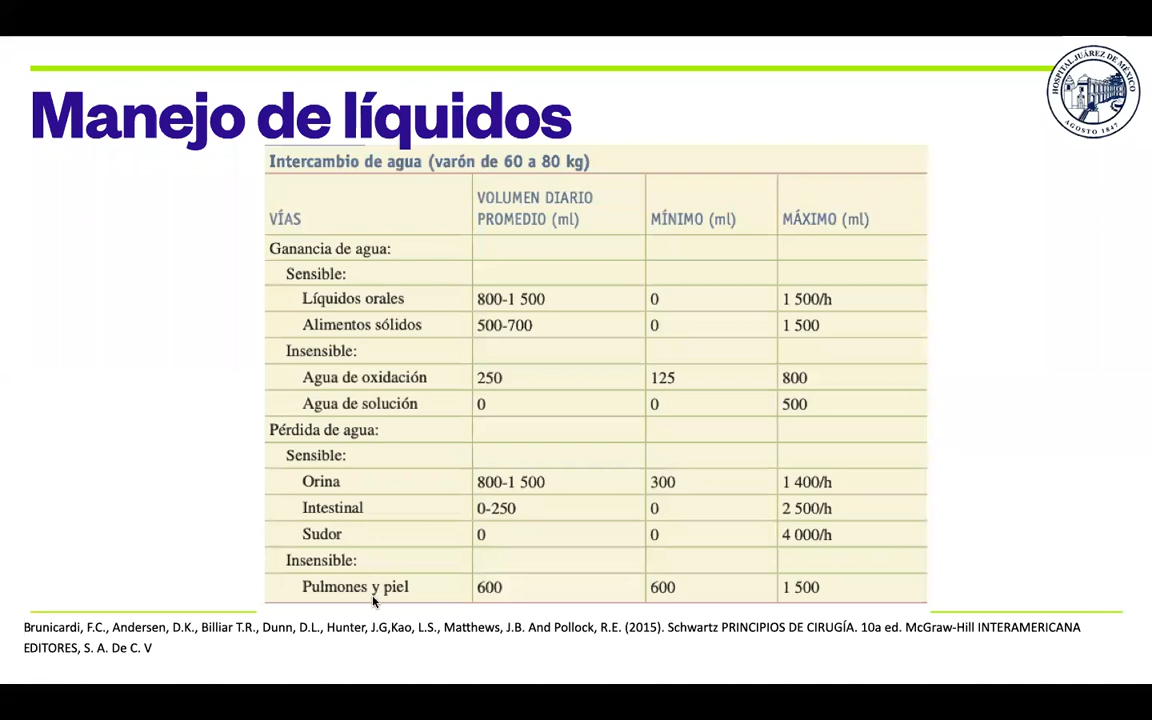 HOSPITAL JUÁREZ DE MÉXICO
AGOSTO 1847
Manejo de líquidos
Intercambio de agua (varón de 60 a 80 kg)
VÍAS VOLUMEN DIARIO PROMEDIO (ml) MÍNIMO (ml) MÁXIMO (ml)
Ganancia de agua:
Sensible:
Líquidos orales 800-1 500 0 1 500/h
Alimentos sólidos 500-700 0 1 500
Insensible:
Agua de oxidación 250 125 800
Agua de solución 0 0 500
Pérdida de agua:
Sensible:
Orina 800-1 500 300 1 400/h
Intestinal 0-250 0 2 500/h
Sudor 0 0 4 000/h
Insensible:
Pulmones y piel 600 600 1 500
Brunicardi, F.C., Andersen, D.K., Billiar T.R., Dunn, D.L., Hunter, J.G,Kao, L.S., Matthews, J.B. And Pollock, R.E. (2015). Schwartz PRINCIPIOS DE CIRUGÍA. 10a ed. McGraw-Hill INTERAMERICANA
EDITORES, S. A. De C. V